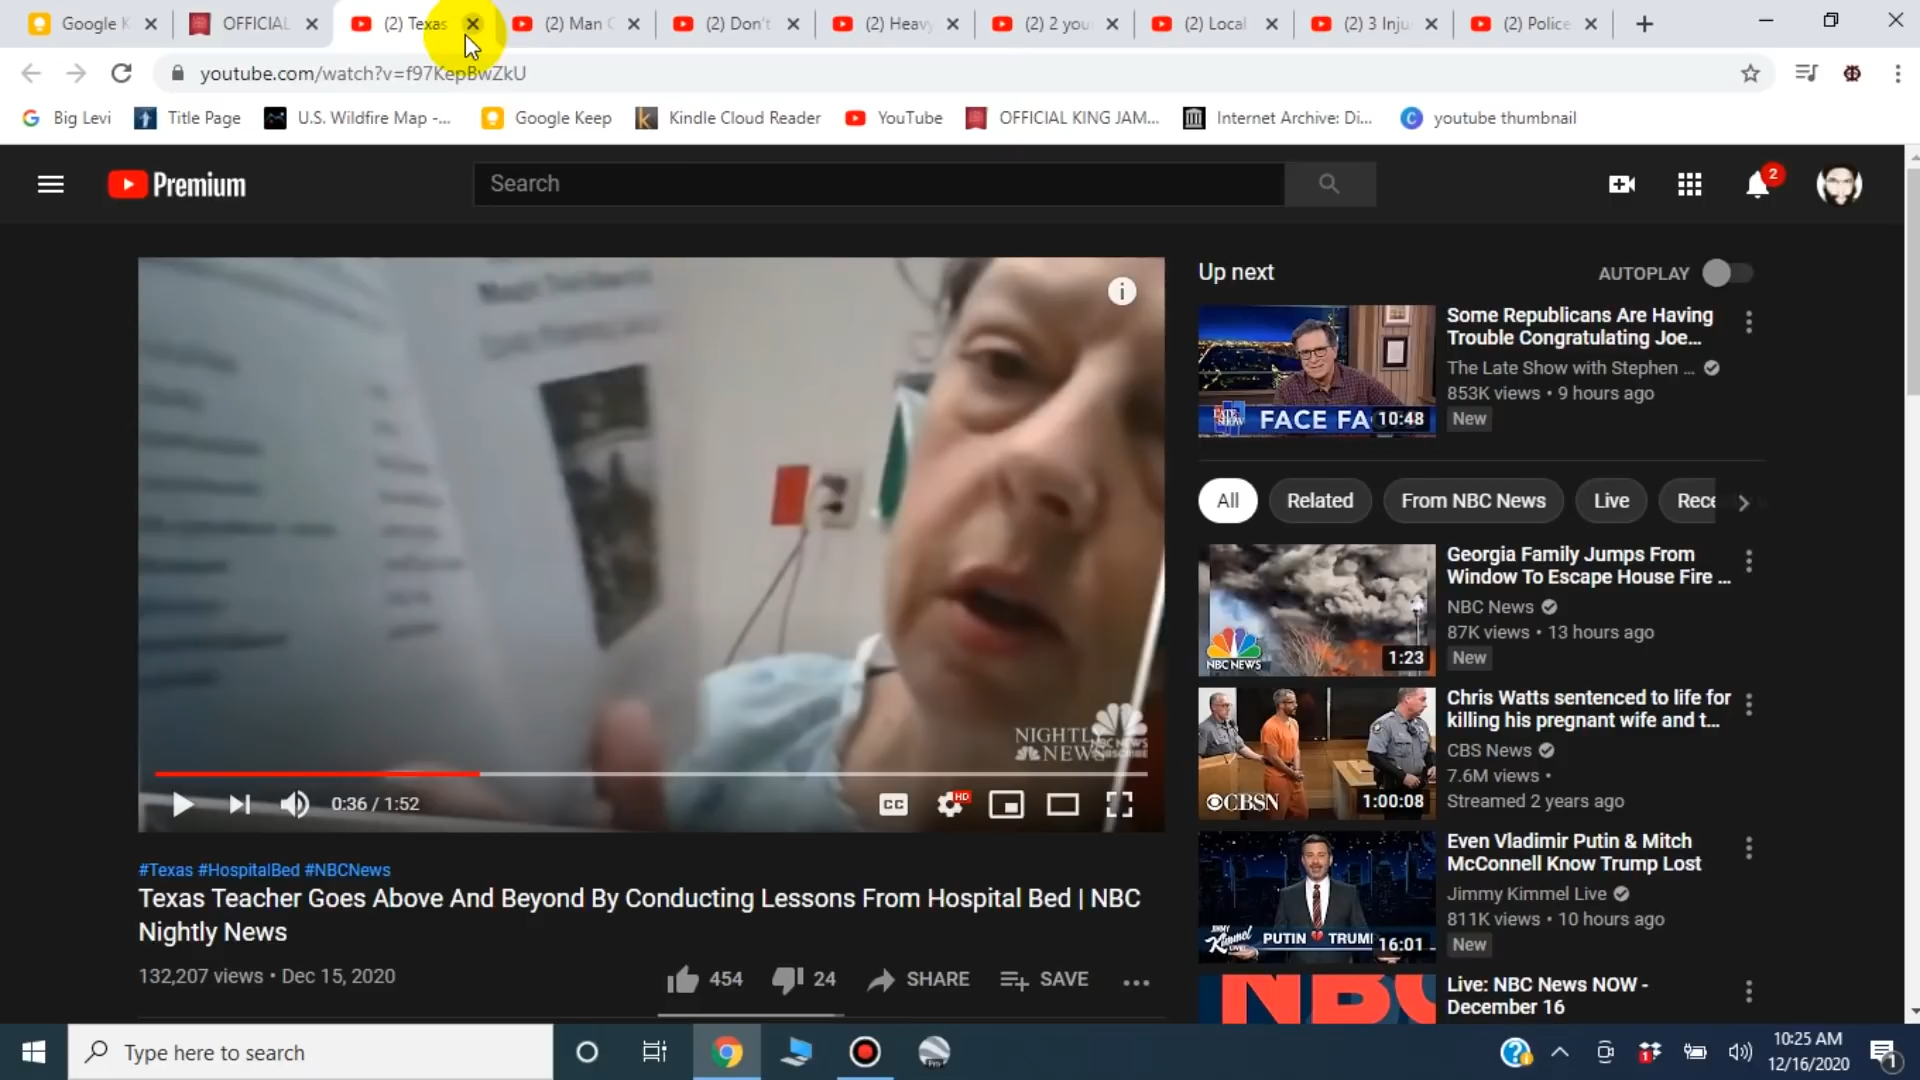 Google K
OFFICIAL
(2) Texas
(2) Man
(2) Don't
(2) Heav
(2) 2 you
(2) Local
(2) 3 Inju
(2) Police
youtube.com/watch?v=f97KepBwZkU
Big Levi
Title Page
U.S. Wildfire Map -...
Google Keep
Kindle Cloud Reader
YouTube
OFFICIAL KING JAM...
Internet Archive: Di...
youtube thumbnail
Premium
Search
2
NIGHTLY
NEWS
0:36 / 1:52
CC
HD
#Texas #HospitalBed #NBCNews
Texas Teacher Goes Above And Beyond By Conducting Lessons From Hospital Bed | NBC
Nightly News
132,207 views • Dec 15, 2020
454
24
SHARE
SAVE
Up next
AUTOPLAY
LATE
SHOW
FACE FA
10:48
Some Republicans Are Having
Trouble Congratulating Joe...
The Late Show with Stephen ...
853K views • 9 hours ago
New
All
Related
From NBC News
Live
Rece
NBC NEWS
1:23
Georgia Family Jumps From
Window To Escape House Fire ...
NBC News
87K views • 13 hours ago
New
CBSN
1:00:08
Chris Watts sentenced to life for
killing his pregnant wife and t...
CBS News
7.6M views •
Streamed 2 years ago
JIMMY
Kimmel
LIVE!
PUTIN TRUM
16:01
Even Vladimir Putin & Mitch
McConnell Know Trump Lost
Jimmy Kimmel Live
811K views • 10 hours ago
New
NBC
Live: NBC News NOW -
December 16
Type here to search
1
10:25 AM
12/16/2020
1